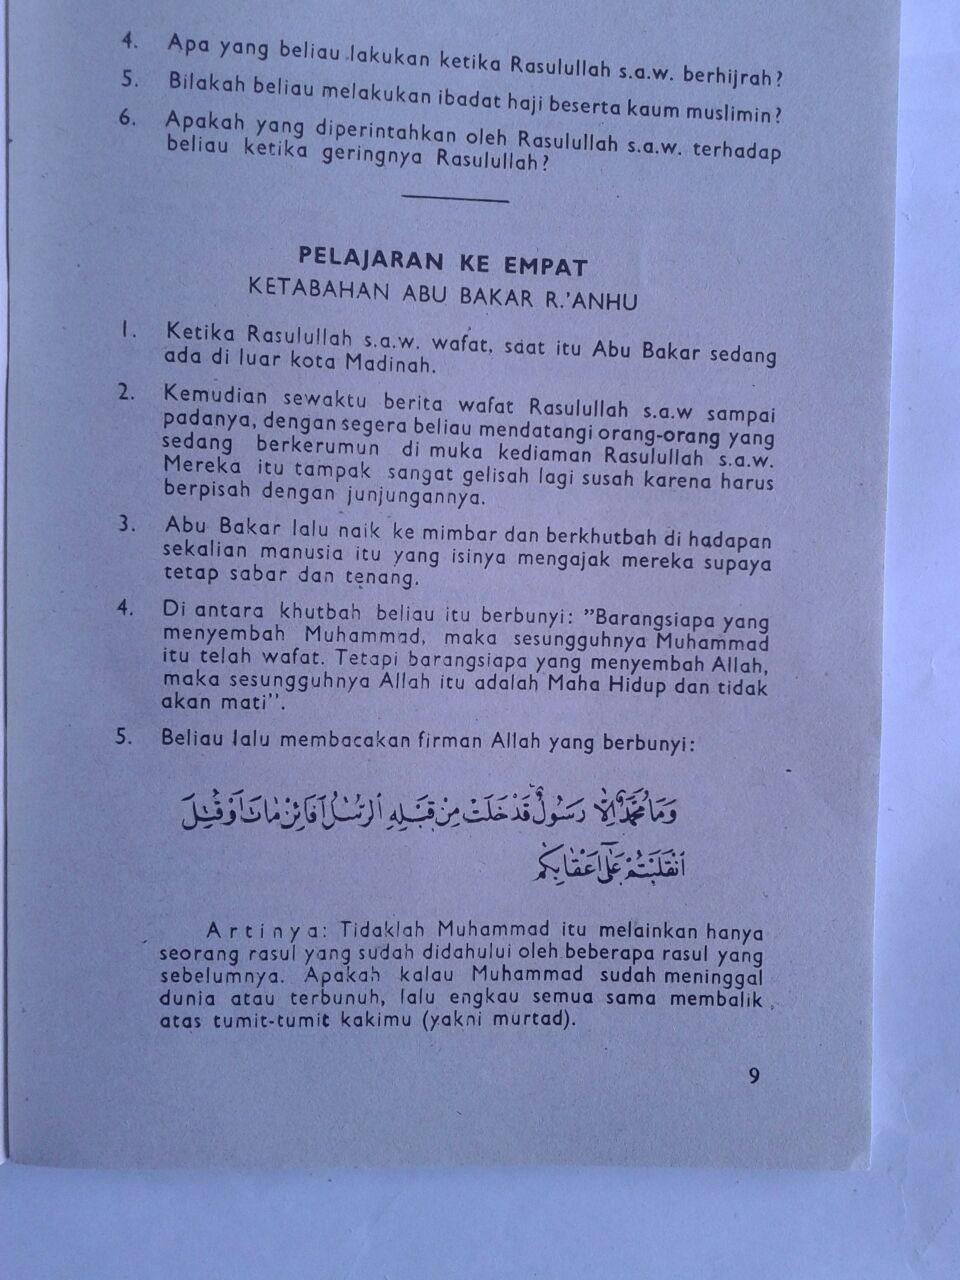 4. Apa yang beliau lakukan ketika Rasulullah s.a.w. berhijrah?
5. Bilakah beliau melakukan ibadat haji beserta kaum muslimin?
6. Apakah yang diperintahkan oleh Rasulullah s.a.w. terhadap
beliau ketika geringnya Rasulullah?
PELAJARAN KE EMPAT
KETABAHAN ABU BAKAR R.'ANHU
1. Ketika Rasulullah s.a.w. wafat, saat itu Abu Bakar sedang
ada di luar kota Madinah.
2. Kemudian sewaktu berita wafat Rasulullah s.a.w sampai
padanya, dengan segera beliau mendatangi orang-orang yang
sedang berkerumun di muka kediaman Rasulullah s.a.w.
Mereka itu tampak sangat gelisah lagi susah karena harus
berpisah dengan junjungannya.
3. Abu Bakar lalu naik ke mimbar dan berkhutbah di hadapan
sekalian manusia itu yang isinya mengajak mereka supaya
tetap sabar dan tenang.
4. Di antara khutbah beliau itu berbunyi: "Barangsiapa yang
menyembah Muhammad, maka sesungguhnya Muhammad
itu telah wafat. Tetapi barangsiapa yang menyembah Allah,
maka sesungguhnya Allah itu adalah Maha Hidup dan tidak
akan mati".
5. Beliau lalu membacakan firman Allah yang berbunyi:
وَمَا مُحَمَّدٌ إِلَّا رَسُولٌ قَدْ خَلَتْ مِنْ قَبْلِهِ الرُّسُلُ أَفَائِنْ مَاتَ أَوْ قُتِلَ
انْقَلَبْتُمْ عَلَى أَعْقَابِكُمْ
Artinya: Tidaklah Muhammad itu melainkan hanya
seorang rasul yang sudah didahului oleh beberapa rasul yang
sebelumnya. Apakah kalau Muhammad sudah meninggal
dunia atau terbunuh, lalu engkau semua sama membalik
atas tumit-tumit kakimu (yakni murtad).
9